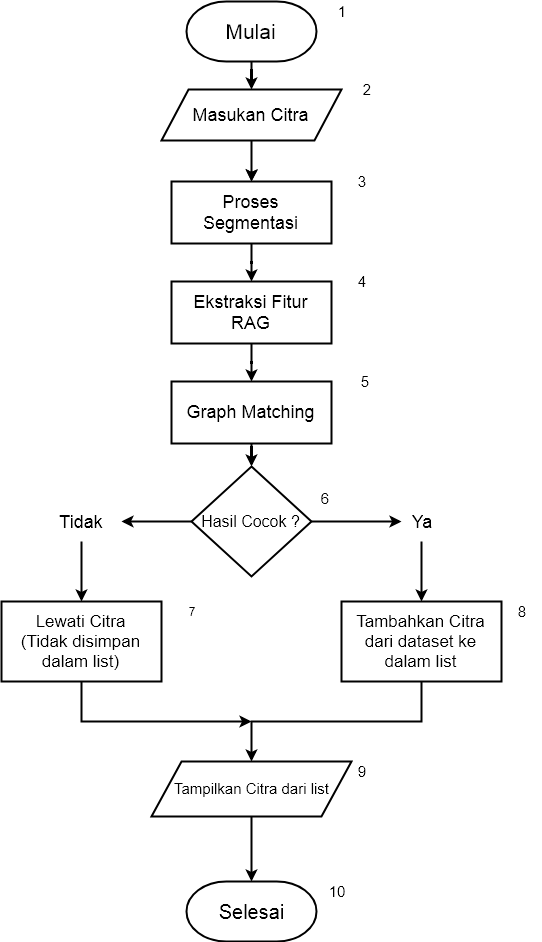 Mulai
1
Masukan Citra
2
Proses
Segmentasi
3
Ekstraksi Fitur
RAG
4
Graph Matching
5
Hasil Cocok ?
6
Tidak
Ya
Lewati Citra
(Tidak disimpan
dalam list)
7
Tambahkan Citra
dari dataset ke
dalam list
8
Tampilkan Citra dari list
9
Selesai
10